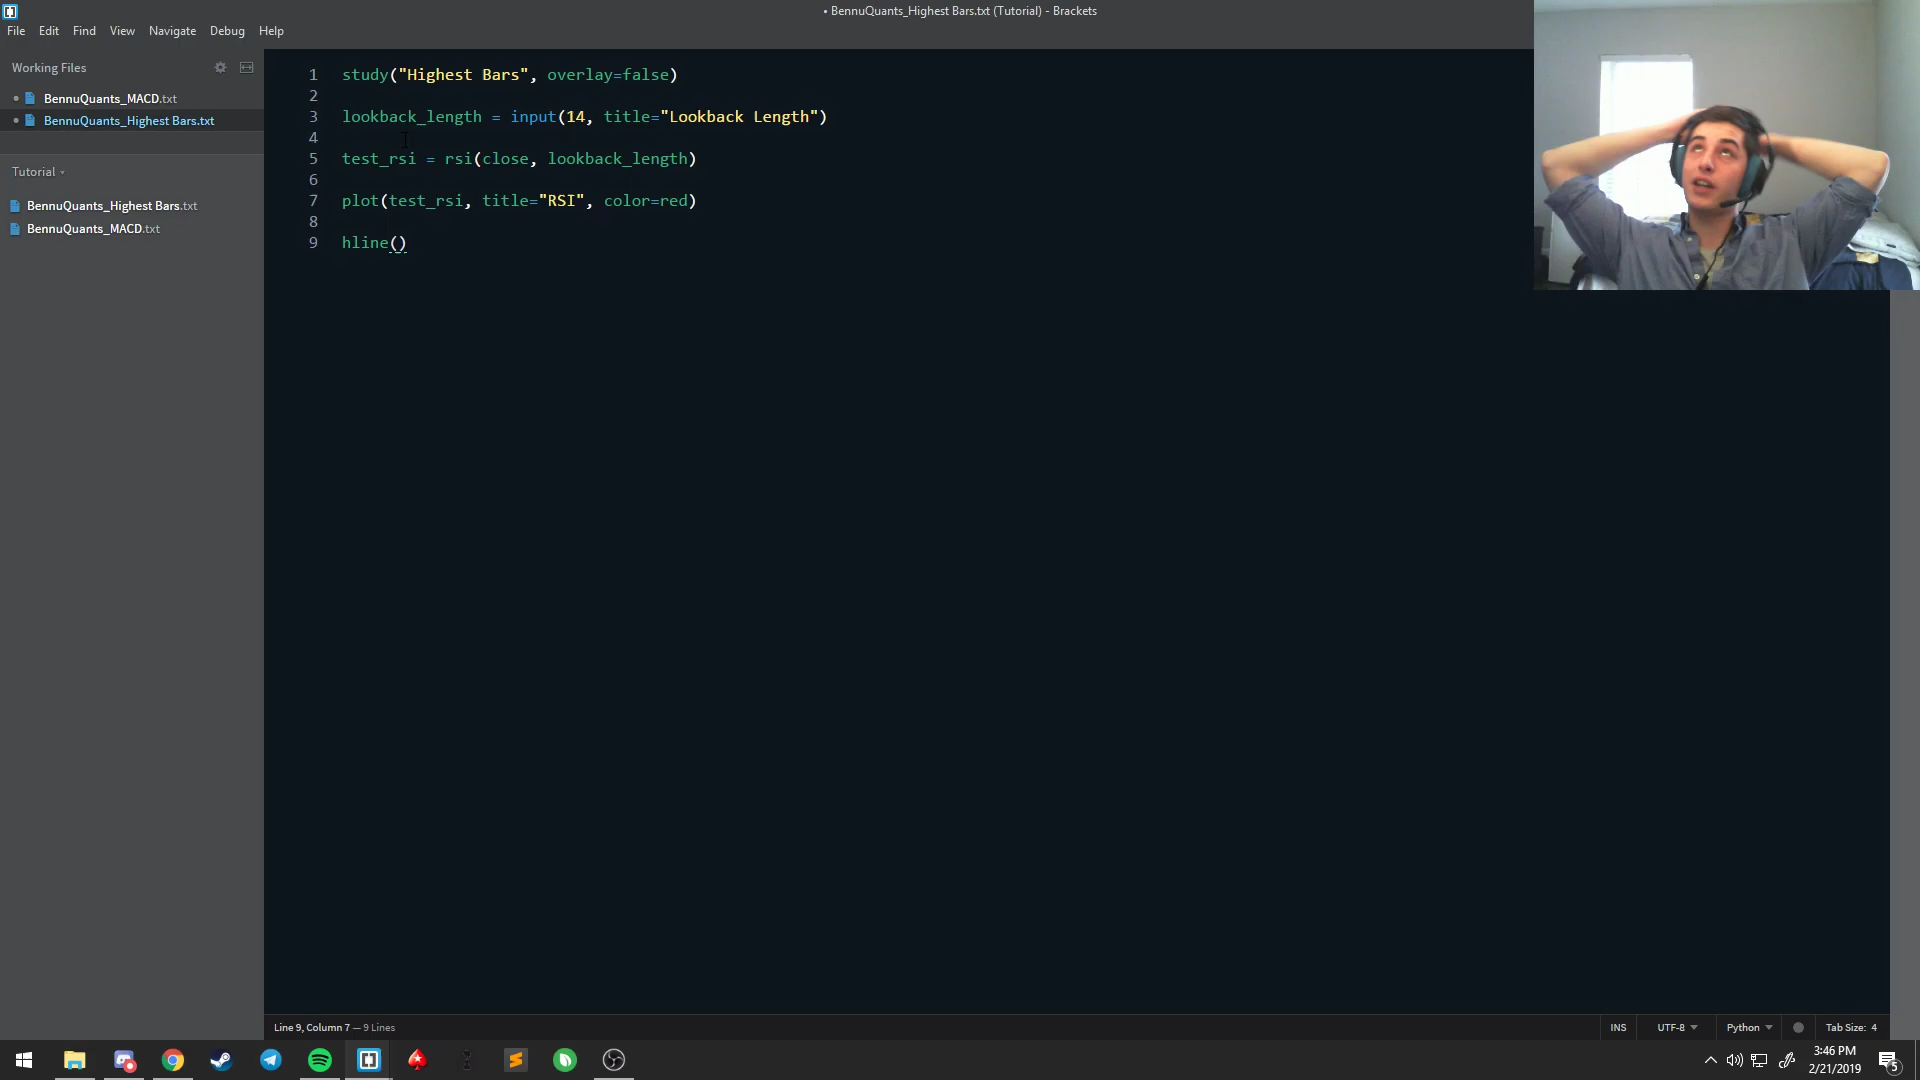 • BennuQuants_Highest Bars.txt (Tutorial) - Brackets
File Edit Find View Navigate Debug Help
Working Files
BennuQuants_MACD.txt
BennuQuants_Highest Bars.txt
Tutorial
BennuQuants_Highest Bars.txt
BennuQuants_MACD.txt
1 study("Highest Bars", overlay=false)
2
3 lookback_length = input(14, title="Lookback Length")
4
5 test_rsi = rsi(close, lookback_length)
6
7 plot(test_rsi, title="RSI", color=red)
8
9 hline()
Line 9, Column 7 — 9 Lines
INS UTF-8 Python Tab Size: 4
3:46 PM
2/21/2019
5